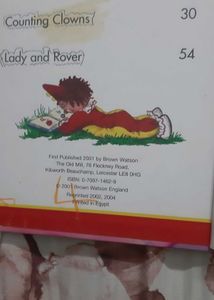 Counting Clowns 30
Lady and Rover 54
First Published 2001 by Brown Watson
The Old Mill, 76 Fleckney Road,
Kibworth Beauchamp, Leicester LE8 0HG
ISBN: 0-7097-1462-9
© 2001 Brown Watson England
Reprinted 2002, 2004
Printed in Egypt